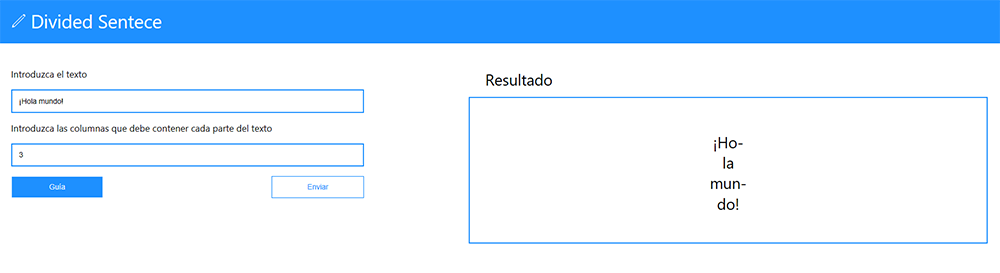 Divided Sentece
Introduzca el texto
¡Hola mundo!
Introduzca las columnas que debe contener cada parte del texto
3
Guía
Enviar
Resultado
¡Ho-
la
mun-
do!